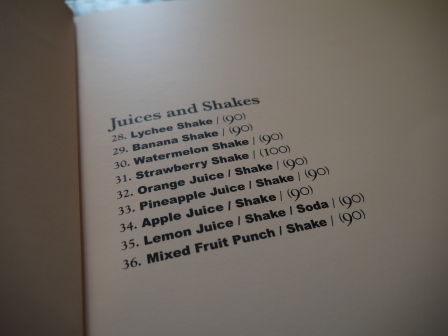 Juices and Shakes
28. Lychee Shake / (90)
29. Banana Shake / (90)
30. Watermelon Shake / (90)
31. Strawberry Shake / (100)
32. Orange Juice / Shake / (90)
33. Pineapple Juice / Shake / (90)
34. Apple Juice / Shake / (90)
35. Lemon Juice / Shake / Soda / (90)
36. Mixed Fruit Punch / Shake / (90)